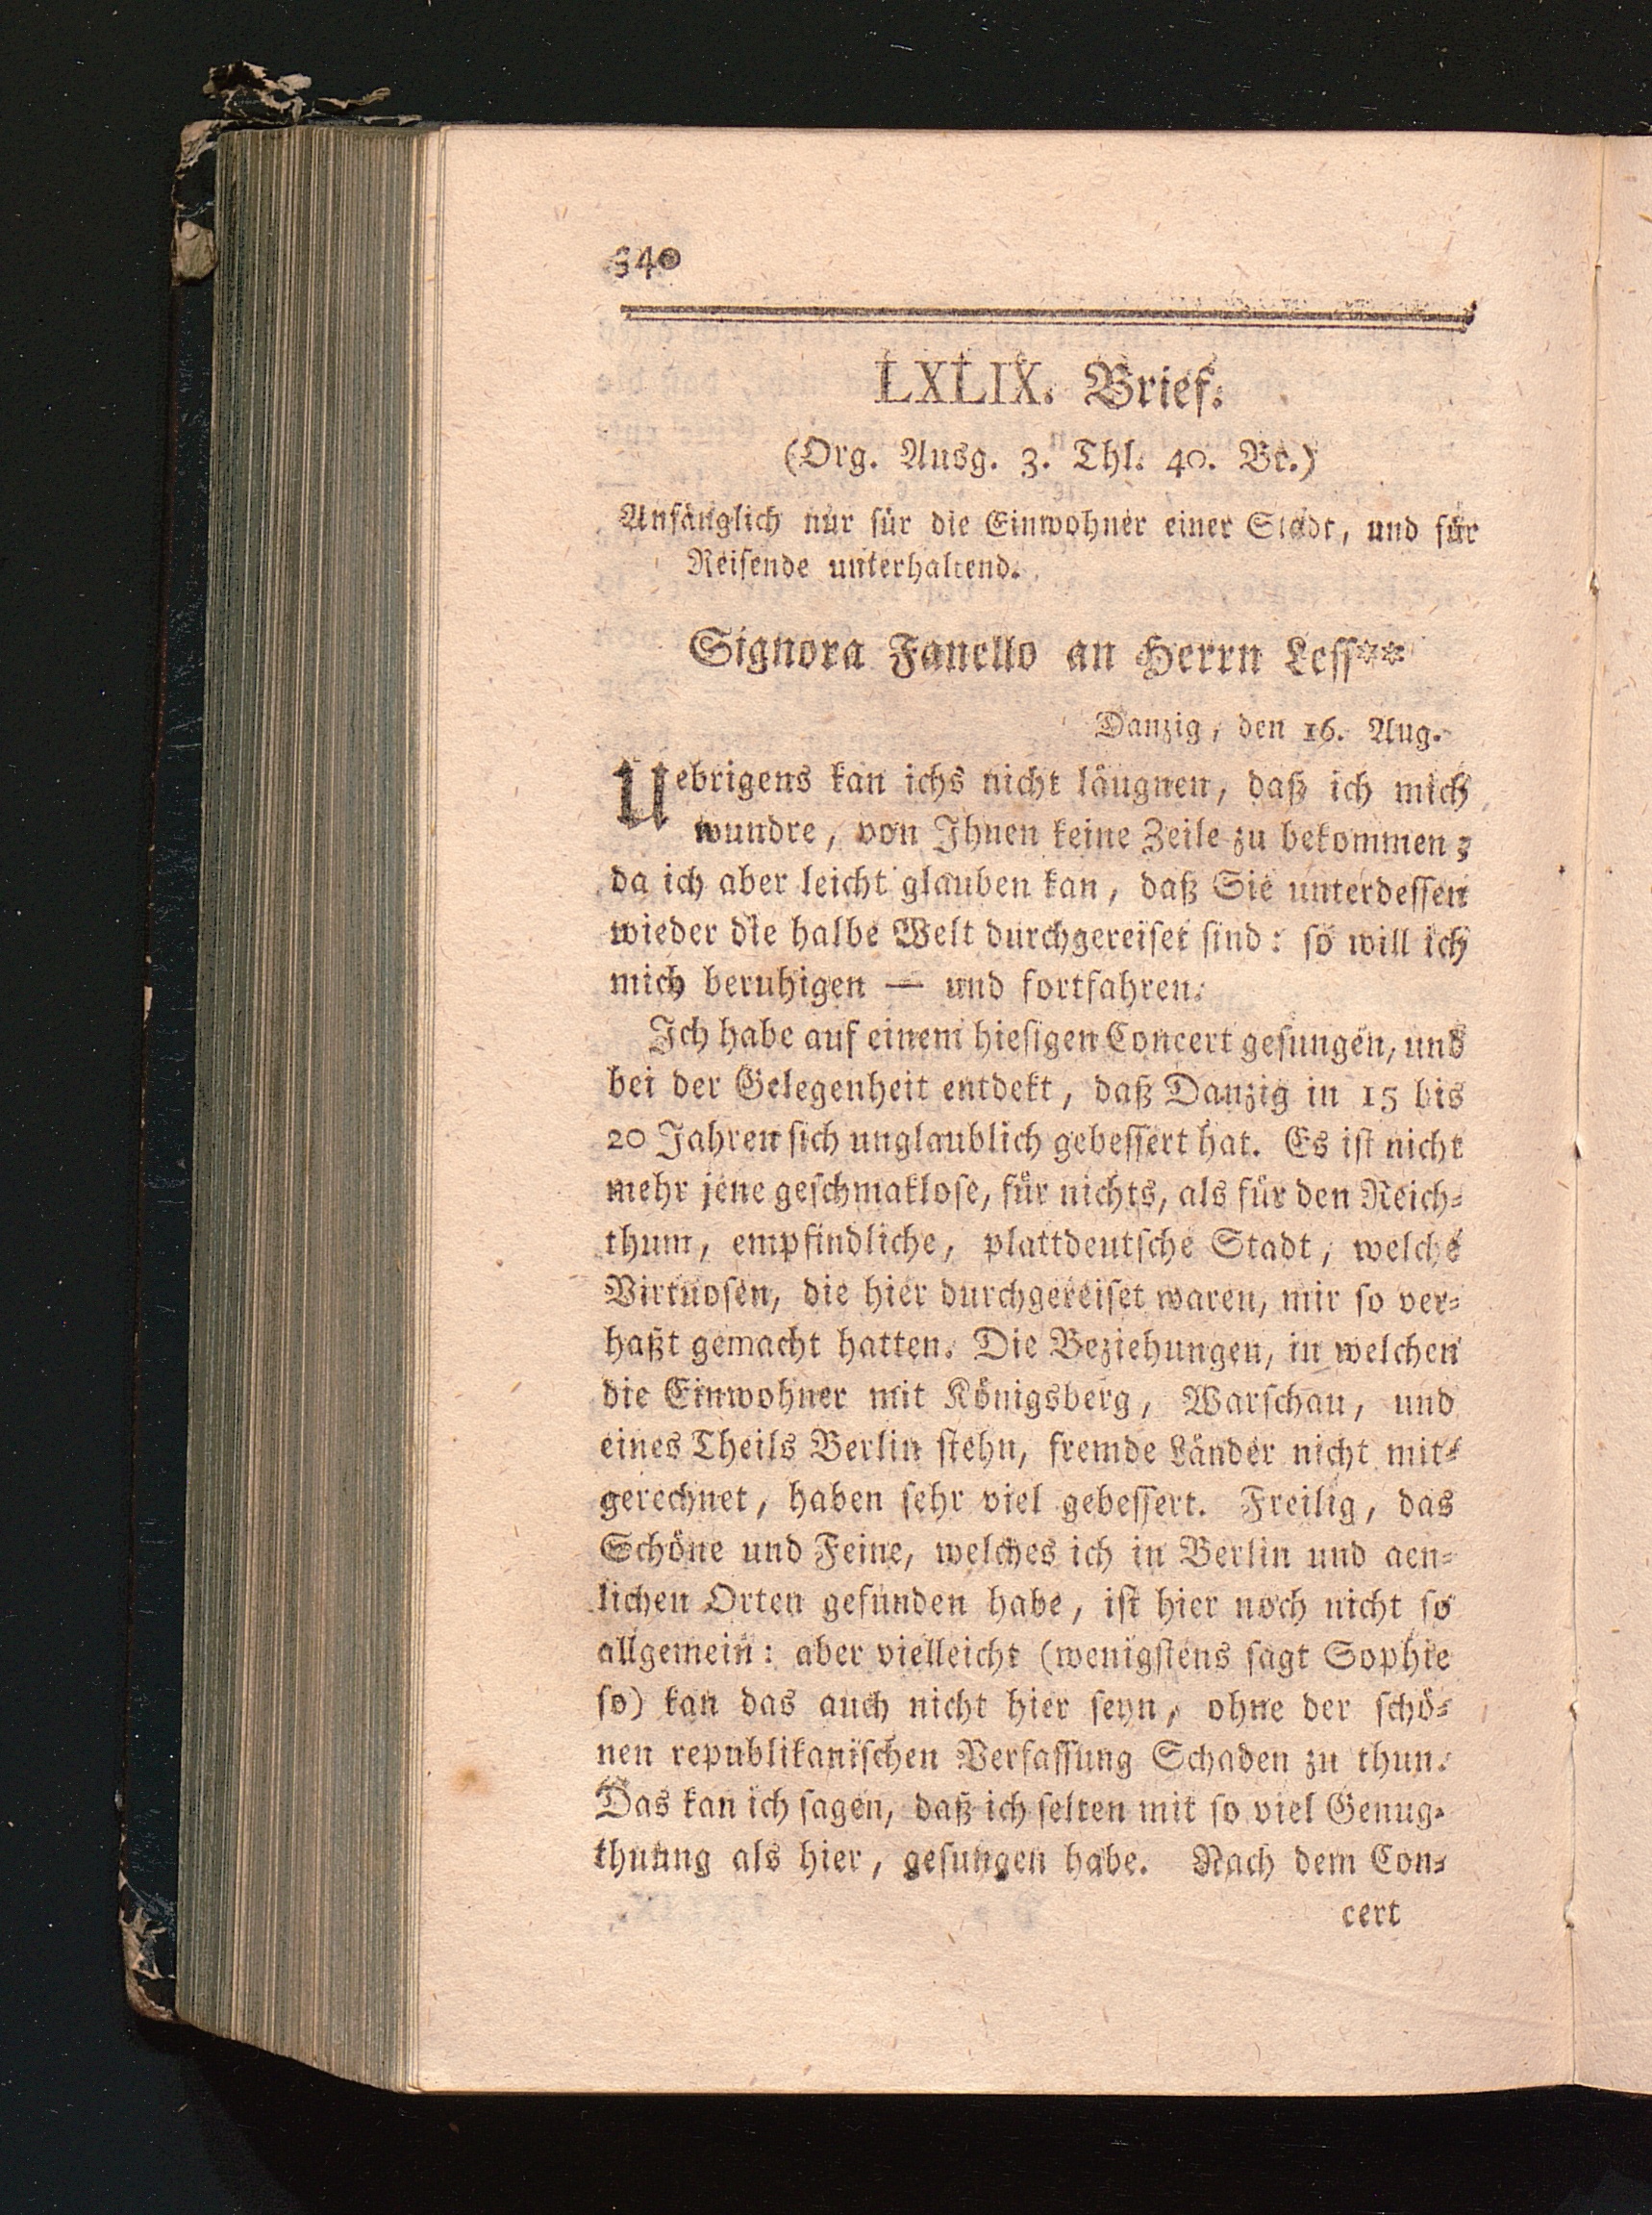 340
LXLIX. Brief.
(Org. Ausg. 3. Thl. 40. Br.)
Anfänglich nur für die Einwohner einer Stadt, und für
Reisende unterhaltend.
Signora Fanello an Herrn Less**
Danzig, den 16. Aug.
Uebrigens kan ichs nicht läugnen, daß ich mich
wundre, von Ihnen keine Zeile zu bekommen;
da ich aber leicht glauben kan, daß Sie unterdessen
wieder die halbe Welt durchgereiset sind: so will ich
mich beruhigen — und fortfahren.
Ich habe auf einem hiesigen Concert gesungen, und
bei der Gelegenheit entdekt, daß Danzig in 15 bis
20 Jahren sich unglaublich gebessert hat. Es ist nicht
mehr jene geschmaklose, für nichts, als für den Reich-
thum, empfindliche, plattdeutsche Stadt, welche
Virtuosen, die hier durchgereiset waren, mir so ver-
haßt gemacht hatten. Die Beziehungen, in welchen
die Einwohner mit Königsberg, Warschau, und
eines Theils Berlin stehn, fremde Länder nicht mit-
gerechnet, haben sehr viel gebessert. Freilig, das
Schöne und Feine, welches ich in Berlin und aen-
lichen Orten gefunden habe, ist hier noch nicht so
allgemein: aber vielleicht (wenigstens sagt Sophie
so) kan das auch nicht hier seyn, ohne der schö-
nen republikanischen Verfassung Schaden zu thun.
Das kan ich sagen, daß ich selten mit so viel Genug-
thuung als hier, gesungen habe. Nach dem Con-
cert